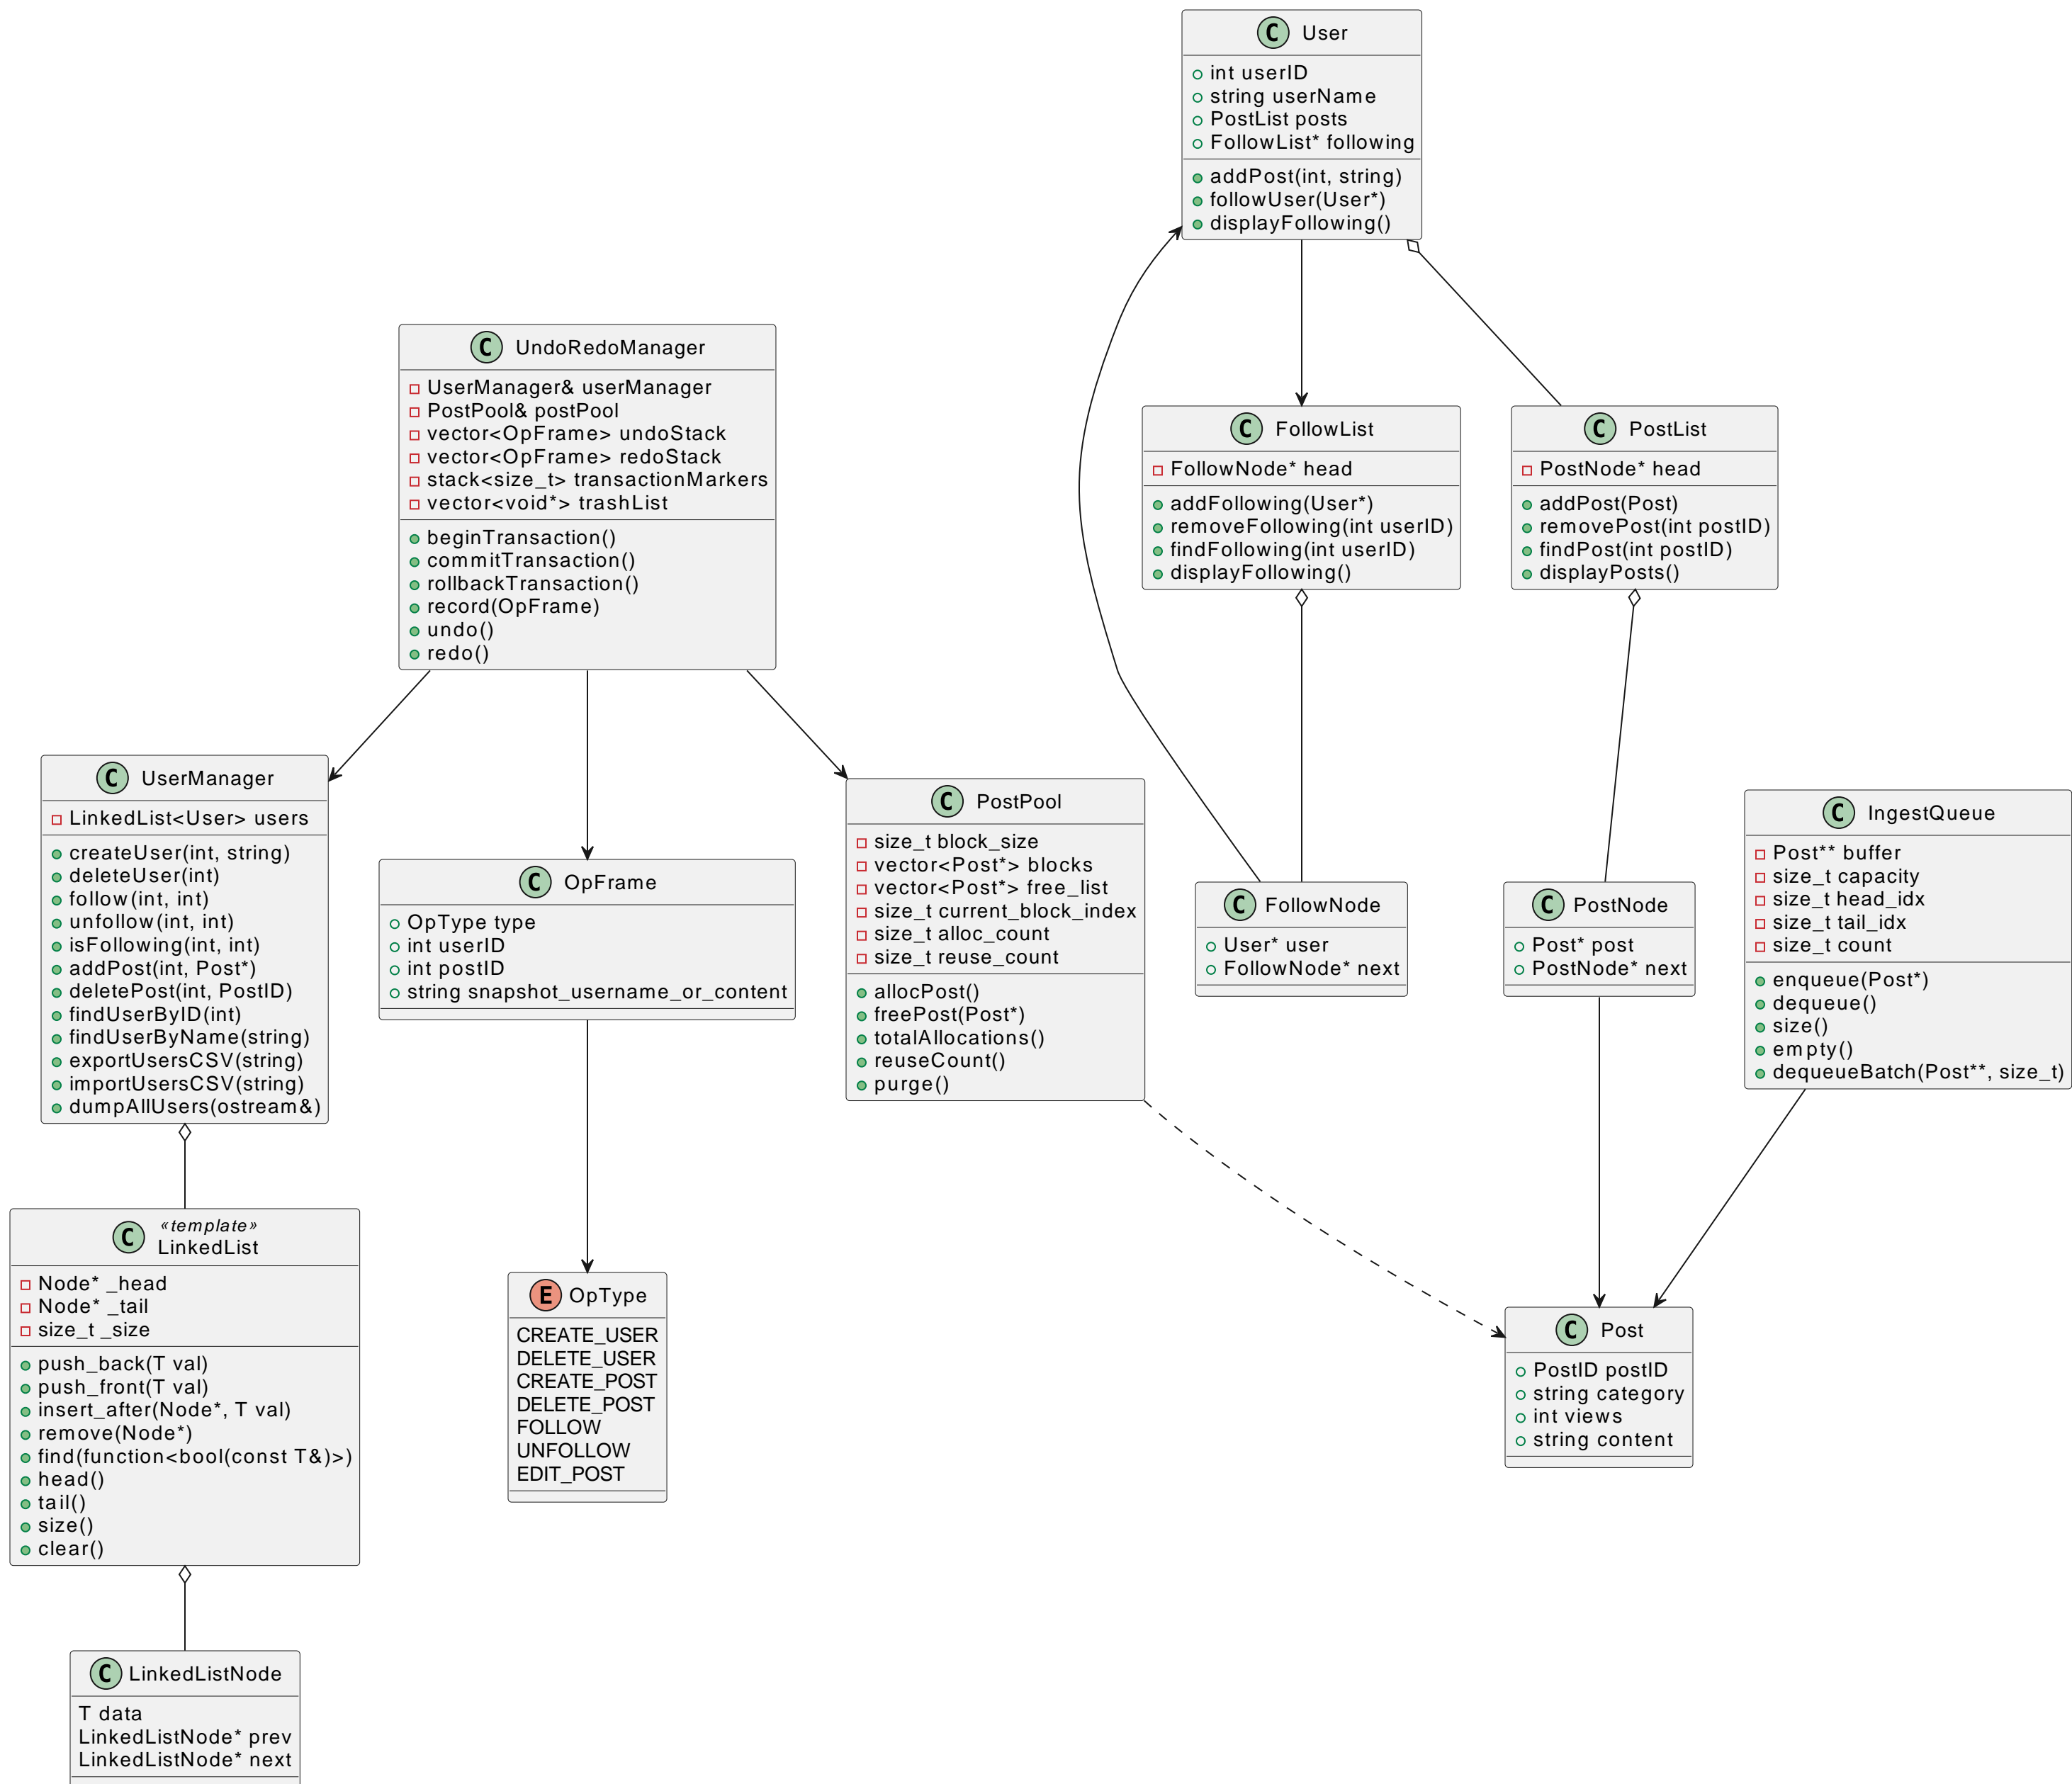 C User
int userID
string userName
PostList posts
FollowList* following
addPost(int, string)
followUser(User*)
displayFollowing()
C UndoRedoManager
UserManager& userManager
PostPool& postPool
vector<OpFrame> undoStack
vector<OpFrame> redoStack
stack<size_t> transactionMarkers
vector<void*> trashList
beginTransaction()
commitTransaction()
rollbackTransaction()
record(OpFrame)
undo()
redo()
C FollowList
FollowNode* head
addFollowing(User*)
removeFollowing(int userID)
findFollowing(int userID)
displayFollowing()
C PostList
PostNode* head
addPost(Post)
removePost(int postID)
findPost(int postID)
displayPosts()
C UserManager
LinkedList<User> users
createUser(int, string)
deleteUser(int)
follow(int, int)
unfollow(int, int)
isFollowing(int, int)
addPost(int, Post*)
deletePost(int, PostID)
findUserByID(int)
findUserByName(string)
exportUsersCSV(string)
importUsersCSV(string)
dumpAllUsers(ostream&)
C OpFrame
OpType type
int userID
int postID
string snapshot_username_or_content
C PostPool
size_t block_size
vector<Post*> blocks
vector<Post*> free_list
size_t current_block_index
size_t alloc_count
size_t reuse_count
allocPost()
freePost(Post*)
totalAllocations()
reuseCount()
purge()
C FollowNode
User* user
FollowNode* next
C PostNode
Post* post
PostNode* next
C IngestQueue
Post** buffer
size_t capacity
size_t head_idx
size_t tail_idx
size_t count
enqueue(Post*)
dequeue()
size()
empty()
dequeueBatch(Post**, size_t)
«template»
C LinkedList
Node* _head
Node* _tail
size_t _size
push_back(T val)
push_front(T val)
insert_after(Node*, T val)
remove(Node*)
find(function<bool(const T&)>)
head()
tail()
size()
clear()
E OpType
CREATE_USER
DELETE_USER
CREATE_POST
DELETE_POST
FOLLOW
UNFOLLOW
EDIT_POST
C Post
PostID postID
string category
int views
string content
C LinkedListNode
T data
LinkedListNode* prev
LinkedListNode* next